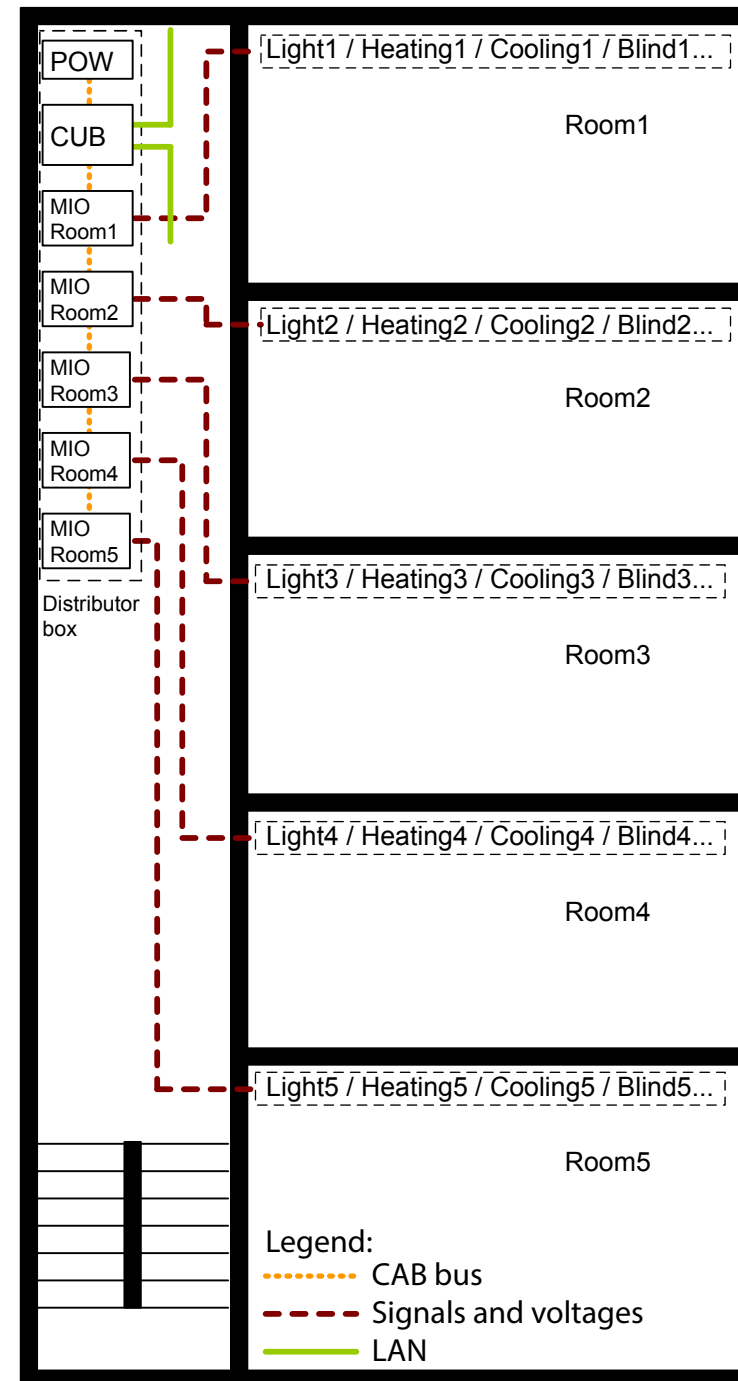 POW
CUB
MIO
Room1
MIO
Room2
MIO
Room3
MIO
Room4
MIO
Room5
Distributor
box
Light1 / Heating1 / Cooling1 / Blind1...
Room1
Light2 / Heating2 / Cooling2 / Blind2...
Room2
Light3 / Heating3 / Cooling3 / Blind3...
Room3
Light4 / Heating4 / Cooling4 / Blind4...
Room4
Light5 / Heating5 / Cooling5 / Blind5...
Room5
Legend:
CAB bus
Signals and voltages
LAN